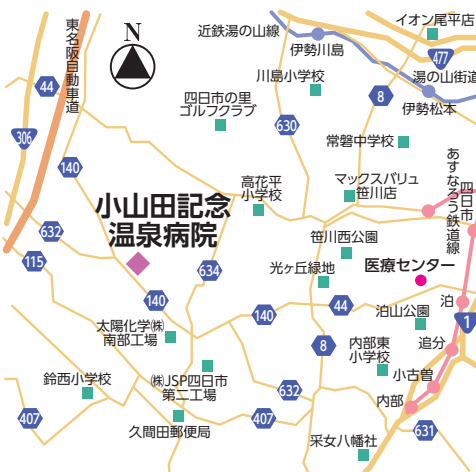 東名阪自動車道
N
近鉄湯の山線
イオン尾平店
伊勢川島
477
湯の山街道
44
川島小学校
8
伊勢松本
四日市の里
ゴルフクラブ
630
常磐中学校
306
140
あすなろう鉄道線
四日市
高花平
小学校
マックスバリュ
笹川店
小山田記念
温泉病院
632
笹川西公園
115
634
光ヶ丘緑地
医療センター
140
140
44
泊
泊山公園
1
太陽化学㈱
南部工場
8
内部東
小学校
追分
鈴西小学校
㈱JSP四日市
第二工場
632
小古曽
内部
407
久間田郵便局
407
631
采女八幡社